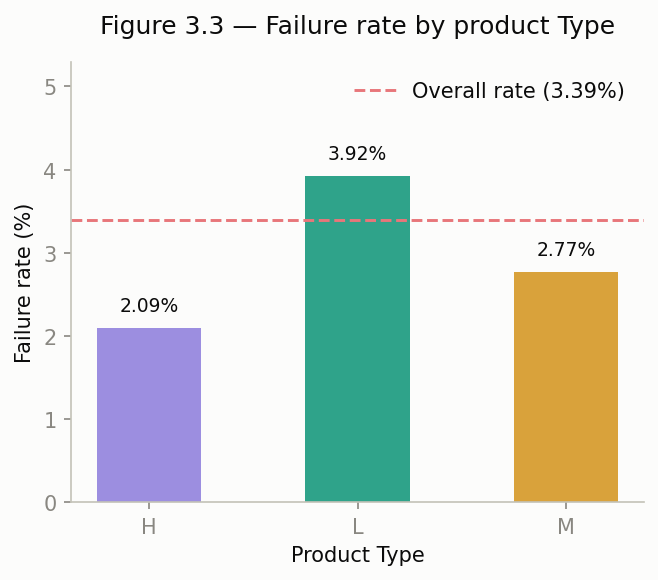 Figure 3.3 — Failure rate by product Type
Overall rate (3.39%)
Failure rate (%)
5
4
3
2
1
0
2.09%
3.92%
2.77%
H
L
M
Product Type